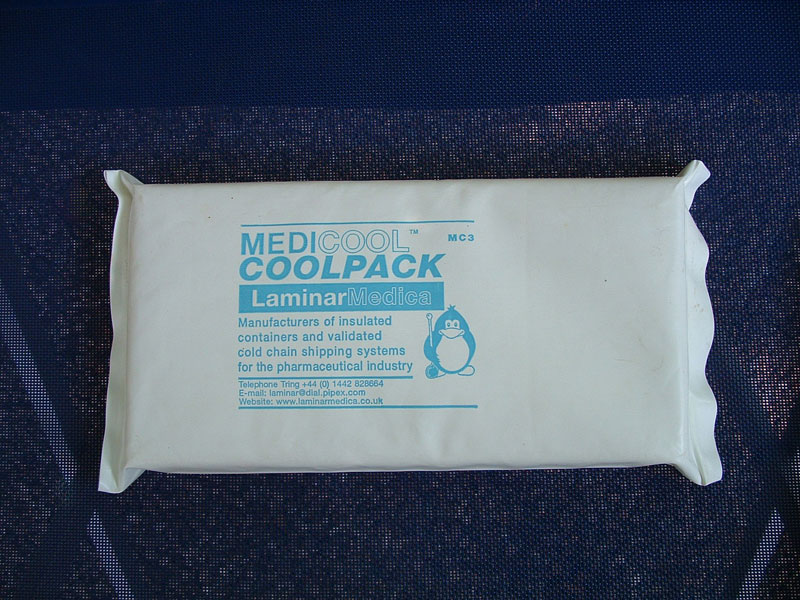 MEDICOOL™ MC3
COOLPACK
LaminarMedica
Manufacturers of insulated
containers and validated
cold chain shipping systems
for the pharmaceutical industry
Telephone Tring +44 (0) 1442 828664
E-mail: laminar@dial.pipex.com
Website: www.laminarmedica.co.uk